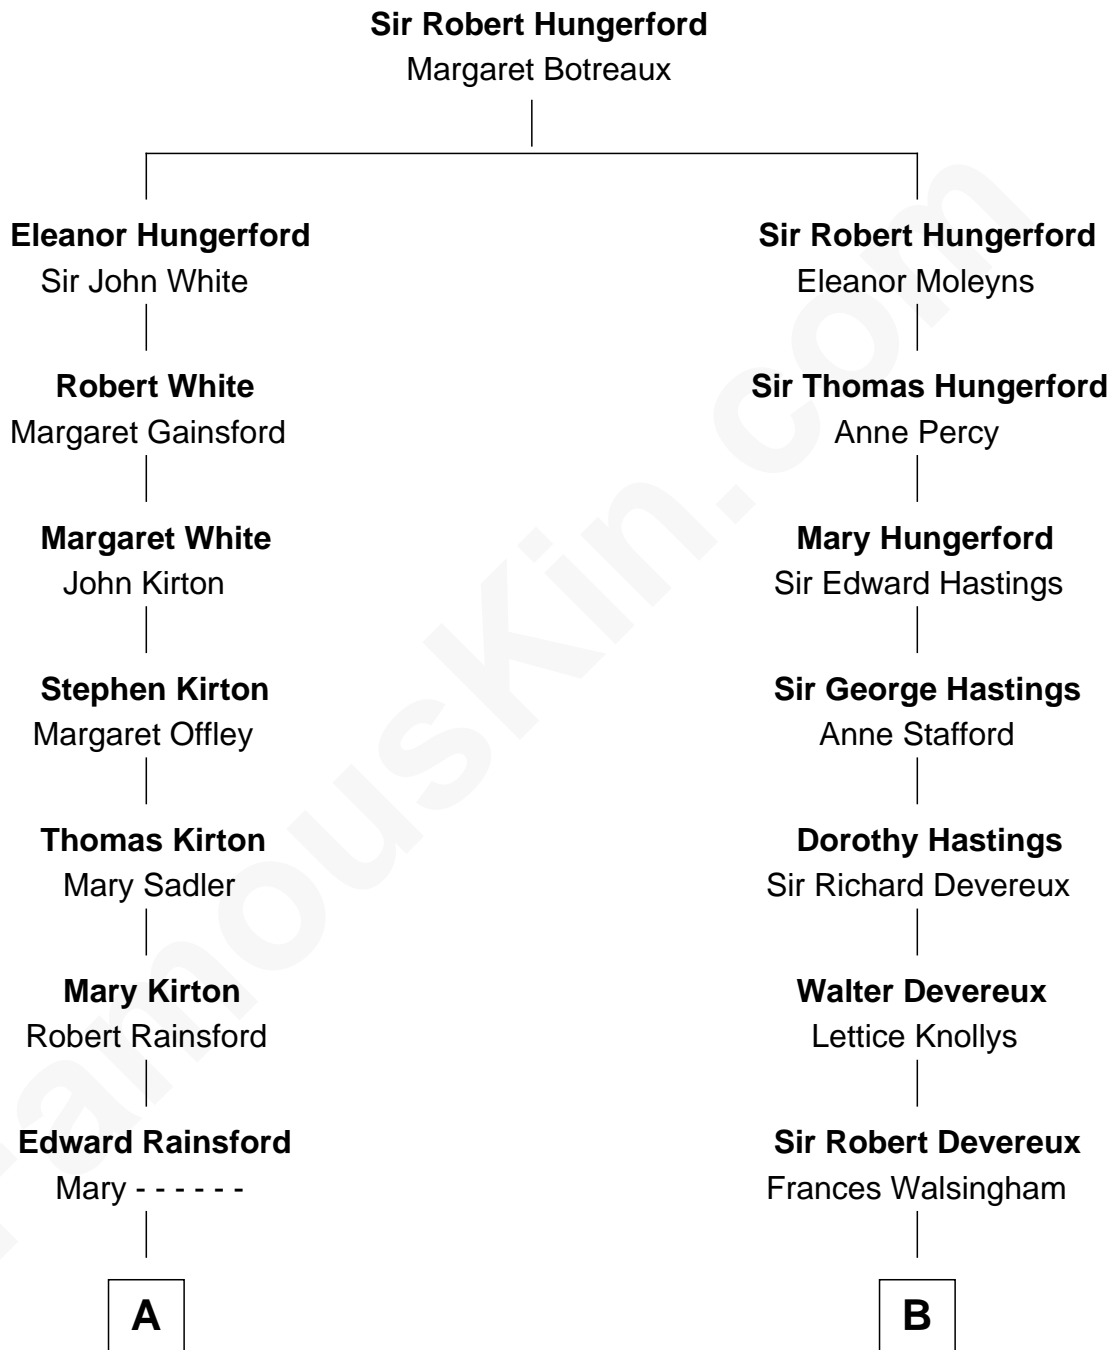 Sir Robert Hungerford
Margaret Botreaux
Eleanor Hungerford
Sir John White
Robert White
Margaret Gainsford
Margaret White
John Kirton
Stephen Kirton
Margaret Offley
Thomas Kirton
Mary Sadler
Mary Kirton
Robert Rainsford
Edward Rainsford
Mary - - - - - -
A
Sir Robert Hungerford
Eleanor Moleyns
Sir Thomas Hungerford
Anne Percy
Mary Hungerford
Sir Edward Hastings
Sir George Hastings
Anne Stafford
Dorothy Hastings
Sir Richard Devereux
Walter Devereux
Lettice Knollys
Sir Robert Devereux
Frances Walsingham
B
FamousKin.com